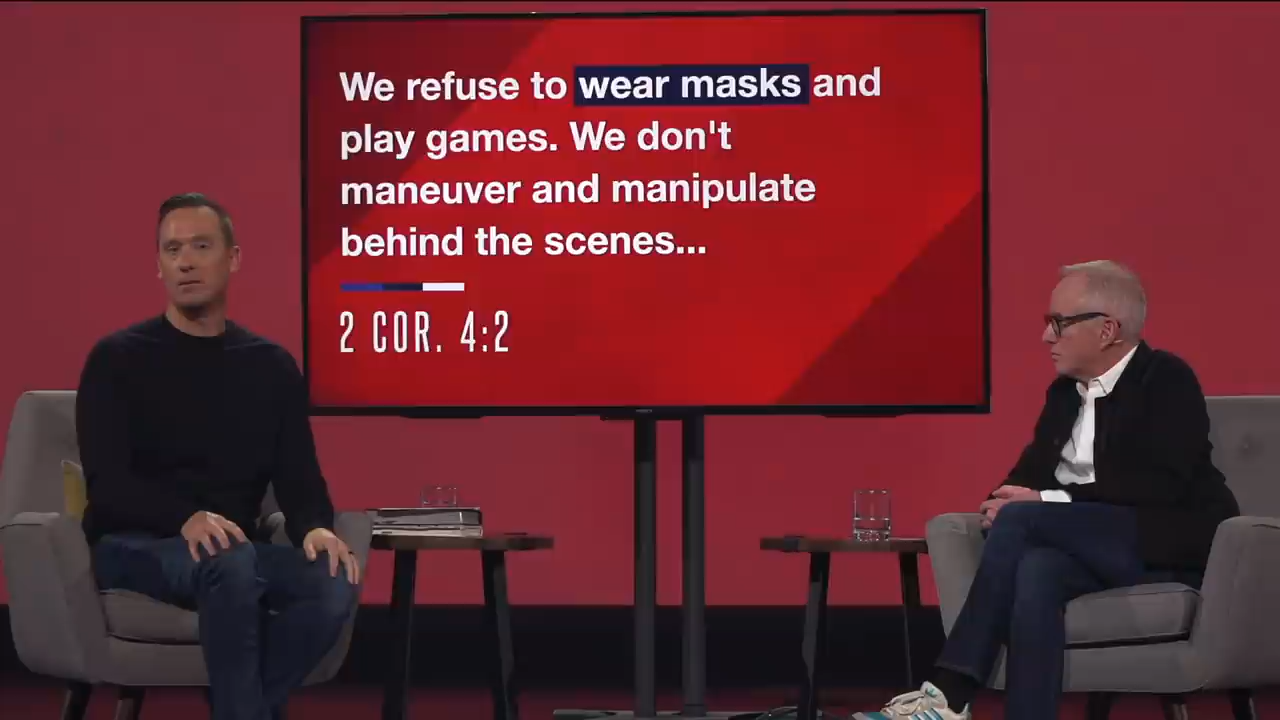 We refuse to wear masks and
play games. We don't
maneuver and manipulate
behind the scenes...
2 COR. 4:2